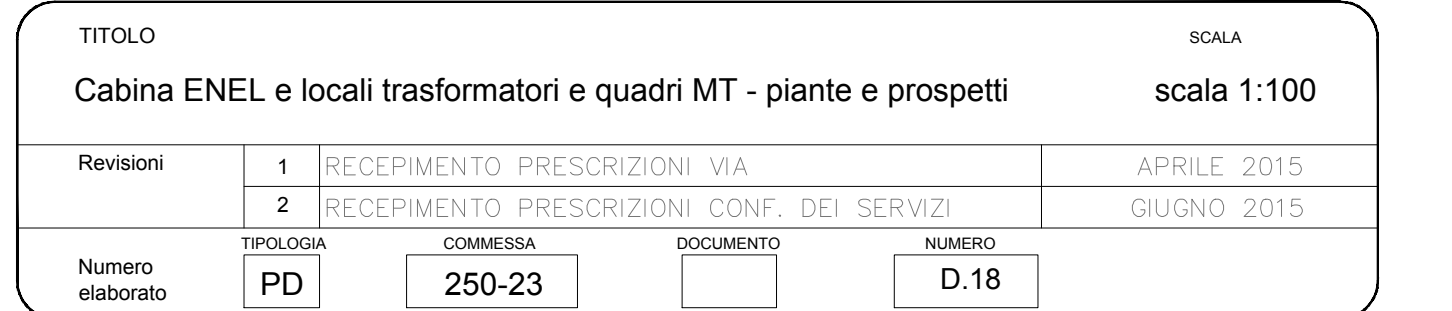 TITOLO SCALA
Cabina ENEL e locali trasformatori e quadri MT - piante e prospetti scala 1:100
Revisioni 1 RECEPIMENTO PRESCRIZIONI VIA APRILE 2015
2 RECEPIMENTO PRESCRIZIONI CONF. DEI SERVIZI GIUGNO 2015
TIPOLOGIA COMMESSA DOCUMENTO NUMERO
Numero
elaborato PD 250-23 D.18